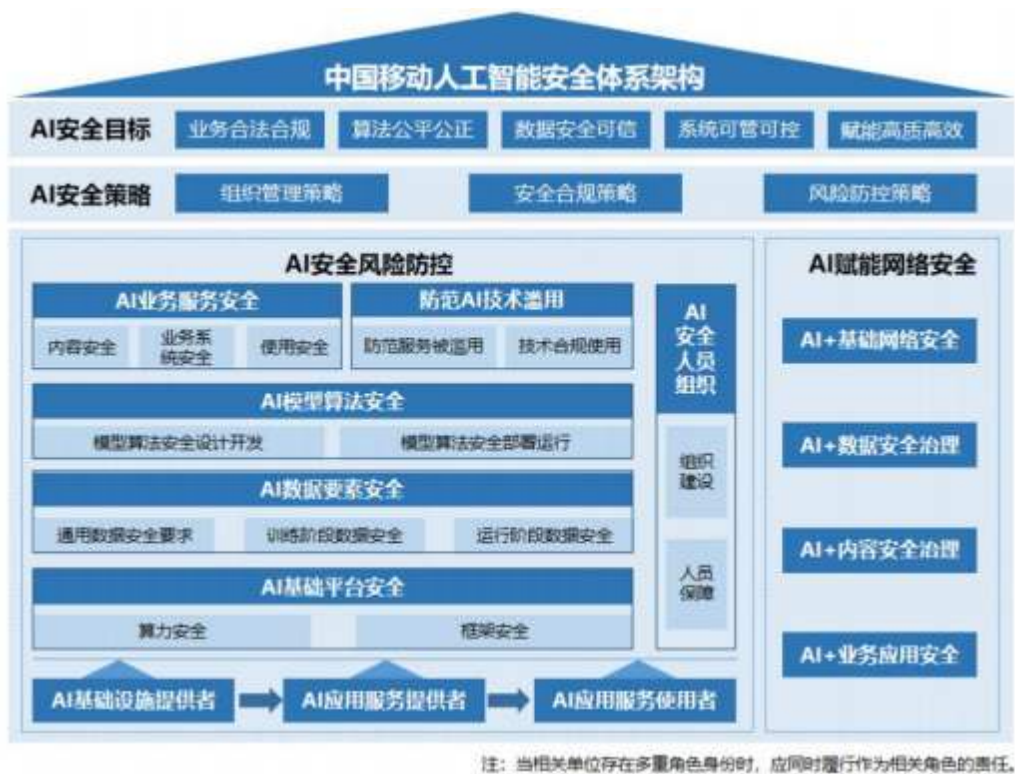 中国移动人工智能安全体系架构
AI安全目标
业务合法合规
算法公平公正
数据安全可信
系统可管可控
赋能高质高效
AI安全策略
组织管理策略
安全合规策略
风险防控策略
AI安全风险防控
AI业务服务安全
内容安全
业务系
统安全
使用安全
防范AI技术滥用
防范服务被滥用
技术合规使用
AI模型算法安全
模型算法安全设计开发
模型算法安全部署运行
AI数据要素安全
通用数据安全要求
训练阶段数据安全
运行阶段数据安全
AI基础平台安全
算力安全
框架安全
AI
安全
人员
组织
组织
建设
人员
保障
AI基础设施提供者
AI应用服务提供者
AI应用服务使用者
AI赋能网络安全
AI+基础网络安全
AI+数据安全治理
AI+内容安全治理
AI+业务应用安全
注：当相关单位存在多重角色身份时，应同时履行作为相关角色的责任。